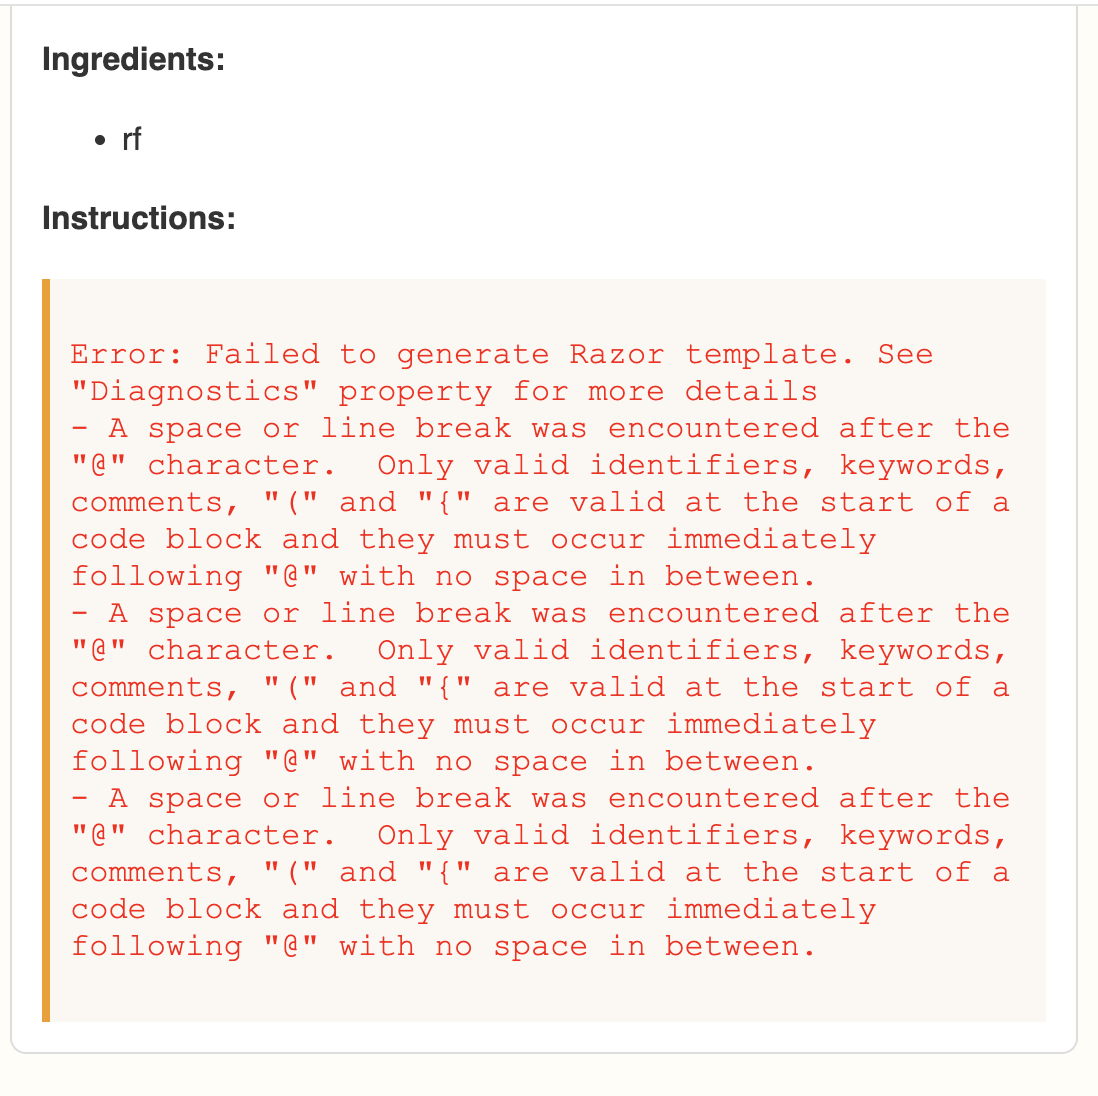 Ingredients:
• rf
Instructions:
Error: Failed to generate Razor template. See
"Diagnostics" property for more details
- A space or line break was encountered after the
"@" character.  Only valid identifiers, keywords,
comments, "(" and "{" are valid at the start of a
code block and they must occur immediately
following "@" with no space in between.
- A space or line break was encountered after the
"@" character.  Only valid identifiers, keywords,
comments, "(" and "{" are valid at the start of a
code block and they must occur immediately
following "@" with no space in between.
- A space or line break was encountered after the
"@" character.  Only valid identifiers, keywords,
comments, "(" and "{" are valid at the start of a
code block and they must occur immediately
following "@" with no space in between.